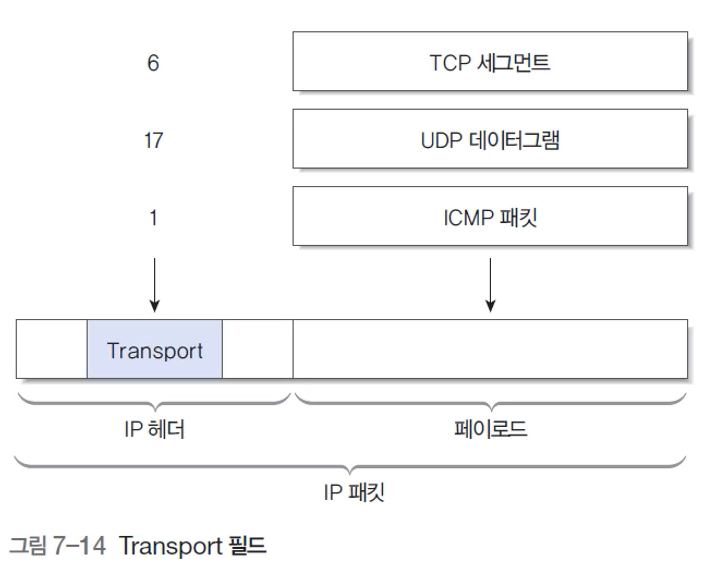 6 TCP 세그먼트
17 UDP 데이터그램
1 ICMP 패킷
Transport
IP 헤더 페이로드
IP 패킷
그림 7-14 Transport 필드